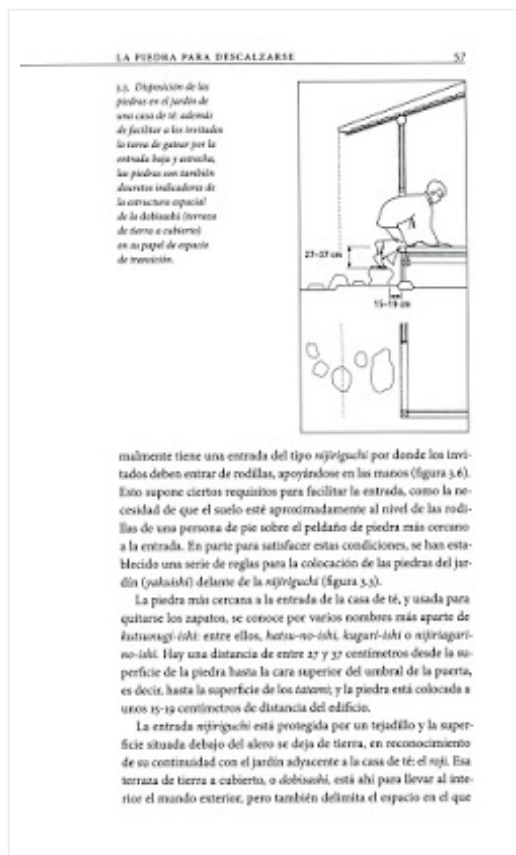 LA PIEDRA PARA DESCALZARSE 57
3.3. Disposición de las
piedras en el jardín de
una casa de té: además
de facilitar a los invitados
la tarea de gatear por la
entrada baja y estrecha,
las piedras son también
discretos indicadores de
la estructura espacial
de la dobisashi (terraza
de tierra a cubierto)
en su papel de espacio
de transición.
27–37 cm
15–19 cm
malmente tiene una entrada del tipo nijiriguchi por donde los invi-
tados deben entrar de rodillas, apoyándose en las manos (figura 3.6).
Esto supone ciertos requisitos para facilitar la entrada, como la ne-
cesidad de que el suelo esté aproximadamente al nivel de las rodi-
llas de una persona de pie sobre el peldaño de piedra más cercano
a la entrada. En parte para satisfacer estas condiciones, se han esta-
blecido una serie de reglas para la colocación de las piedras del jar-
dín (yakuishi) delante de la nijiriguchi (figura 3.3).
La piedra más cercana a la entrada de la casa de té, y usada para
quitarse los zapatos, se conoce por varios nombres más aparte de
kutsunugi-ishi: entre ellos, hatsu-no-ishi, kuguri-ishi o nijiriagari-
no-ishi. Hay una distancia de entre 27 y 37 centímetros desde la su-
perficie de la piedra hasta la cara superior del umbral de la puerta,
es decir, hasta la superficie de los tatami; y la piedra está colocada a
unos 15-19 centímetros de distancia del edificio.
La entrada nijiriguchi está protegida por un tejadillo y la super-
ficie situada debajo del alero se deja de tierra, en reconocimiento
de su continuidad con el jardín adyacente a la casa de té: el roji. Esa
terraza de tierra a cubierto, o dobisashi, está ahí para llevar al inte-
rior el mundo exterior, pero también delimita el espacio en el que